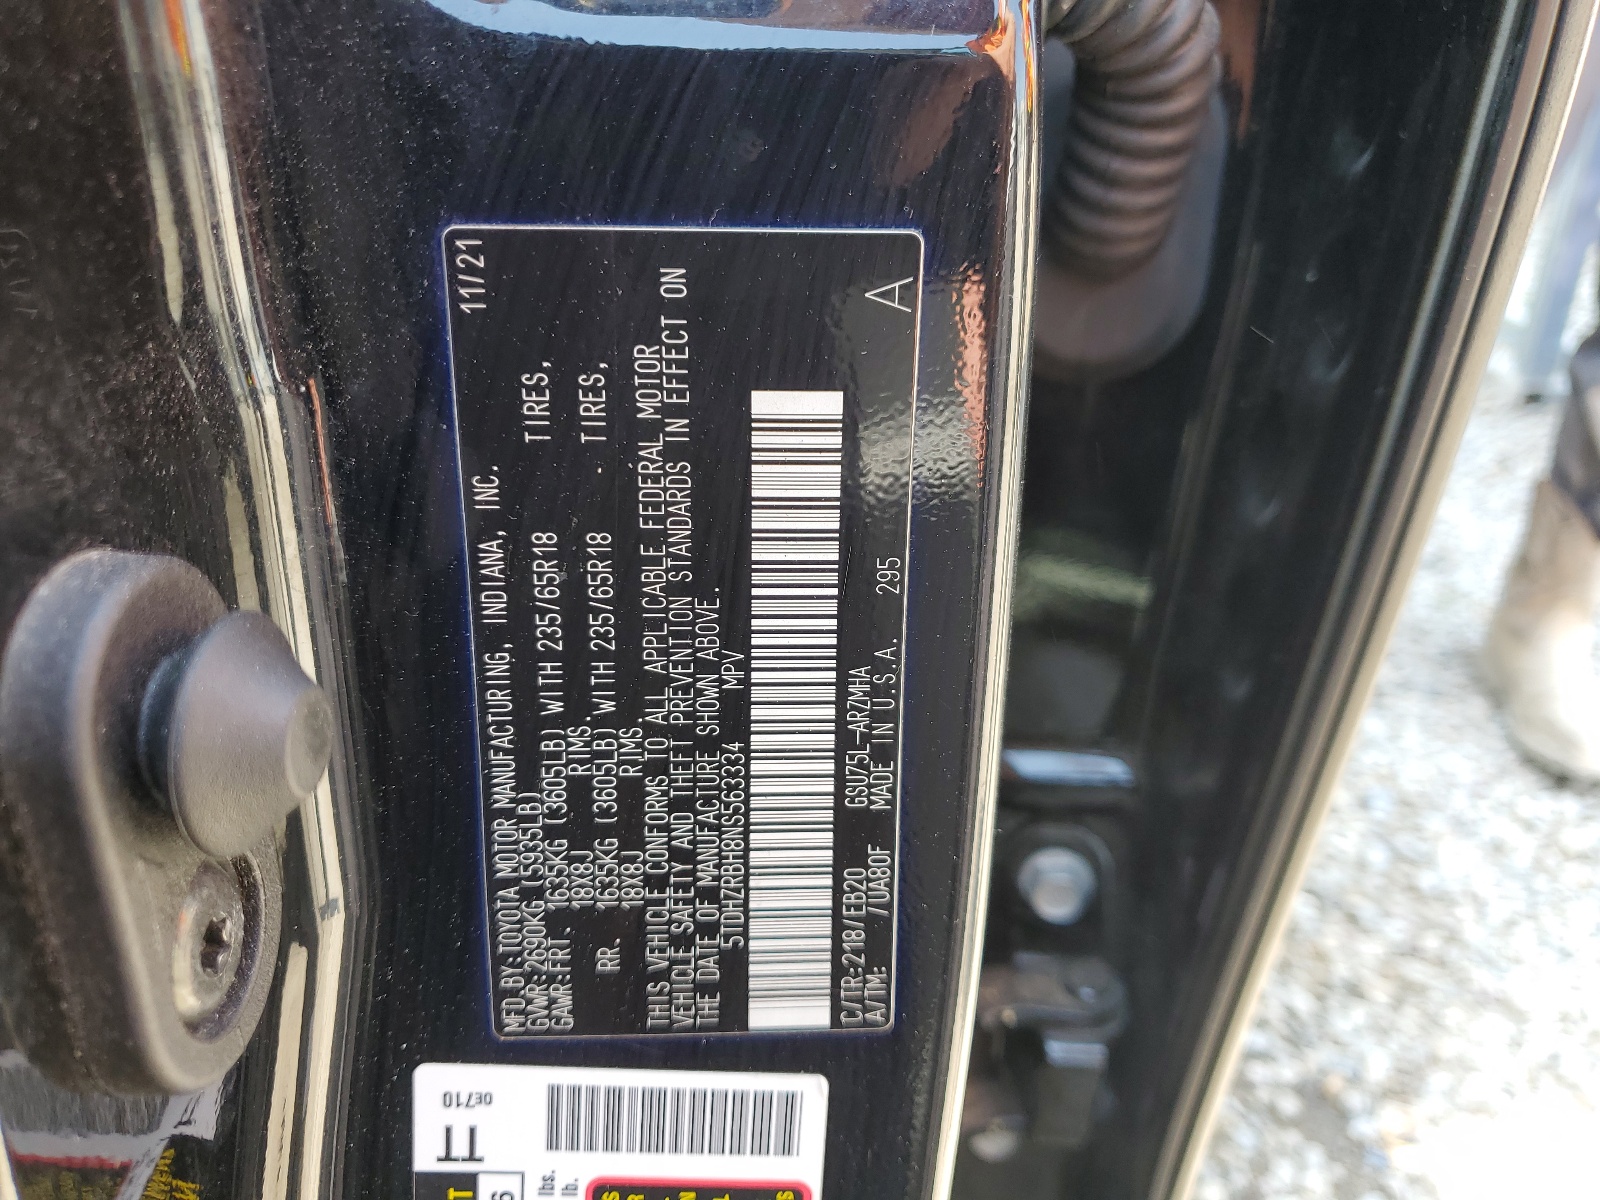 11/21
MFD.BY:TOYOTA MOTOR MANUFACTURING, INDIANA, INC.
GVWR:2690KG (5935LB)
GAWR:FRT. 1635KG (3605LB) WITH 235/65R18 TIRES,
18X8J RIMS.
RR. 1635KG (3605LB) WITH 235/65R18 TIRES,
18X8J RIMS.
THIS VEHICLE CONFORMS TO ALL APPLICABLE FEDERAL MOTOR
VEHICLE SAFETY AND THEFT PREVENTION STANDARDS IN EFFECT ON
THE DATE OF MANUFACTURE SHOWN ABOVE.
5TDHZRBH8NS563334 MPV
C/TR:218/EB20 GSU75L-ARZMHA A
A/TM: /UA80F MADE IN U.S.A. 295
0E710
lbs.
lb.